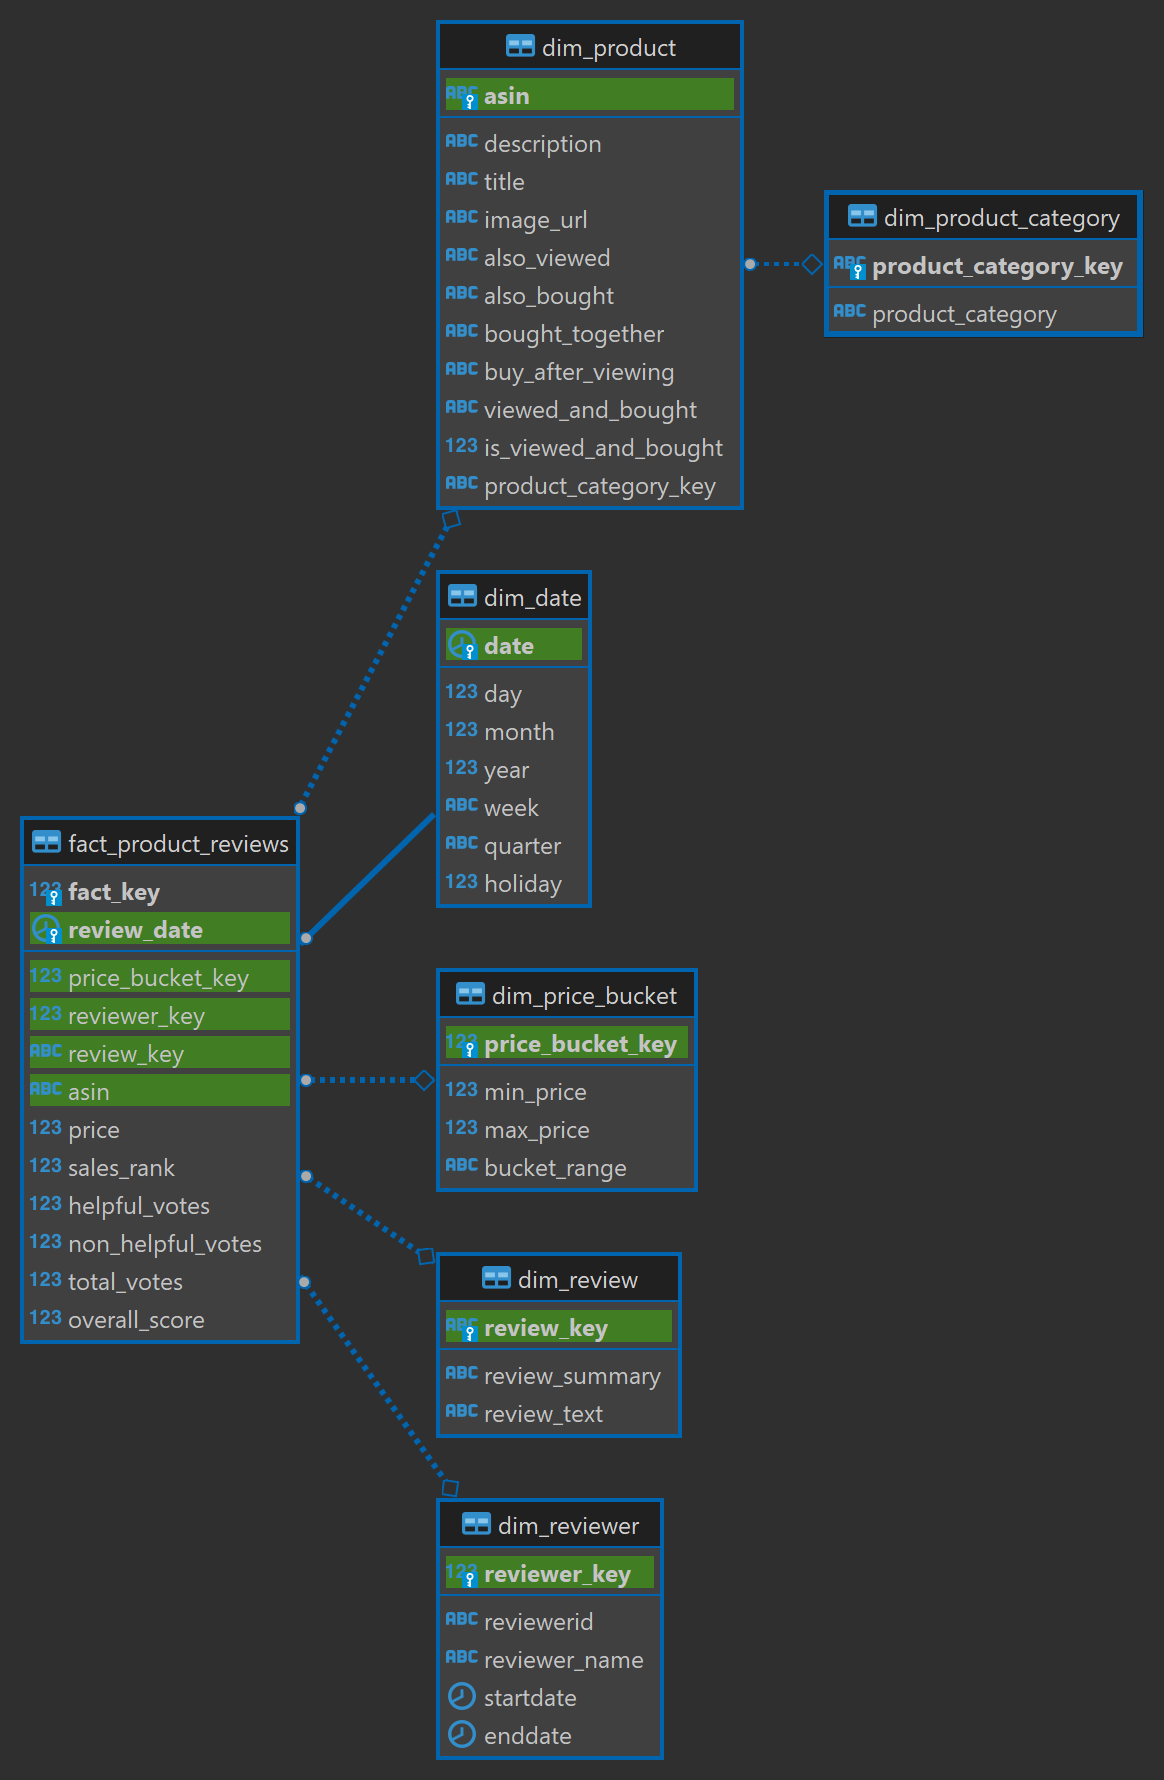 dim_product
ABC asin
ABC description
ABC title
ABC image_url
ABC also_viewed
ABC also_bought
ABC bought_together
ABC buy_after_viewing
ABC viewed_and_bought
123 is_viewed_and_bought
ABC product_category_key
dim_product_category
ABC product_category_key
ABC product_category
dim_date
date
123 day
123 month
123 year
ABC week
ABC quarter
123 holiday
fact_product_reviews
123 fact_key
review_date
123 price_bucket_key
123 reviewer_key
ABC review_key
ABC asin
123 price
123 sales_rank
123 helpful_votes
123 non_helpful_votes
123 total_votes
123 overall_score
dim_price_bucket
123 price_bucket_key
123 min_price
123 max_price
ABC bucket_range
dim_review
ABC review_key
ABC review_summary
ABC review_text
dim_reviewer
123 reviewer_key
ABC reviewerid
ABC reviewer_name
startdate
enddate